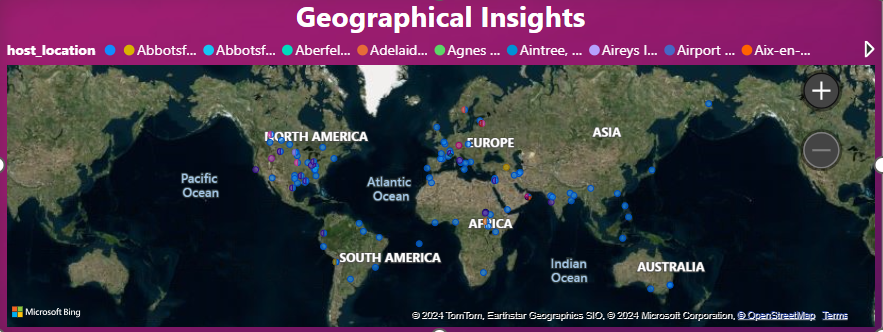 Geographical Insights
host_location Abbotsf... Abbotsf... Aberfel... Adelaid... Agnes ... Aintree, ... Aireys I... Airport ... Aix-en-...
NORTH AMERICA
EUROPE
ASIA
Pacific
Ocean
Atlantic
Ocean
AFRICA
SOUTH AMERICA
Indian
Ocean
AUSTRALIA
Microsoft Bing
© 2024 TomTom, Earthstar Geographics SIO, © 2024 Microsoft Corporation, © OpenStreetMap Terms